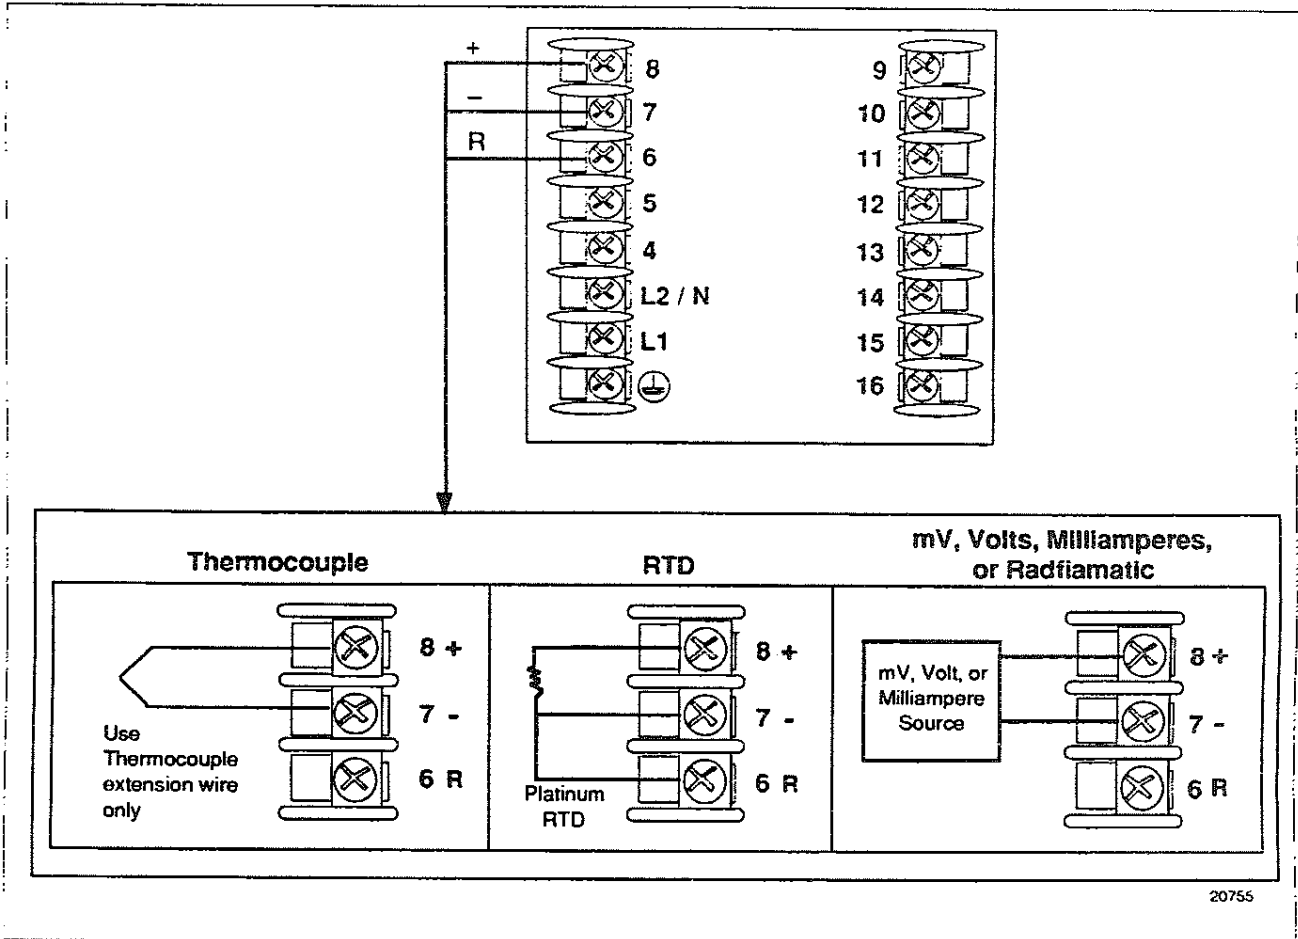 +
8
9
−
7
10
R
6
11
5
12
4
13
L2 / N
14
L1
15
16
Thermocouple
RTD
mV, Volts, Milliamperes,
or Radfiamatic
8 +
7 -
6 R
Use
Thermocouple
extension wire
only
8 +
7 -
6 R
Platinum
RTD
mV, Volt, or
Milliampere
Source
8 +
7 -
6 R
20755